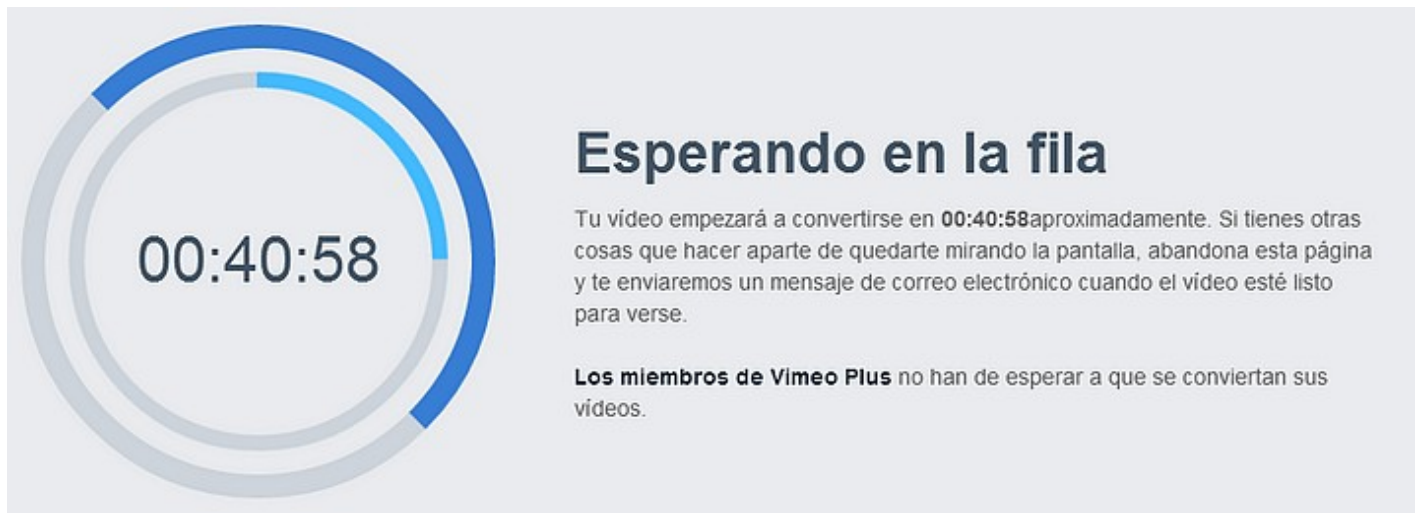 00:40:58
Esperando en la fila
Tu vídeo empezará a convertirse en 00:40:58aproximadamente. Si tienes otras
cosas que hacer aparte de quedarte mirando la pantalla, abandona esta página
y te enviaremos un mensaje de correo electrónico cuando el vídeo esté listo
para verse.
Los miembros de Vimeo Plus no han de esperar a que se conviertan sus
vídeos.